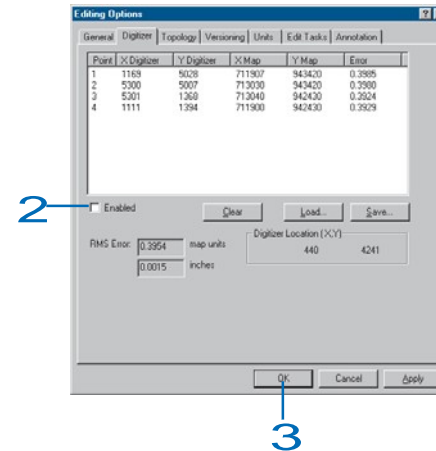 Editing Options
General Digitizer Topology Versioning Units Edit Tasks Annotation
Point X Digitizer Y Digitizer X Map Y Map Error
1 1169 5028 711907 943420 0.3985
2 5300 5007 713030 943420 0.3980
3 5301 1368 713040 942430 0.3924
4 1111 1394 711900 942430 0.3929
2
Enabled
Clear Load... Save...
RMS Error: 0.3954 map units
0.0015 inches
Digitizer Location (X,Y)
440 4241
OK Cancel Apply
3